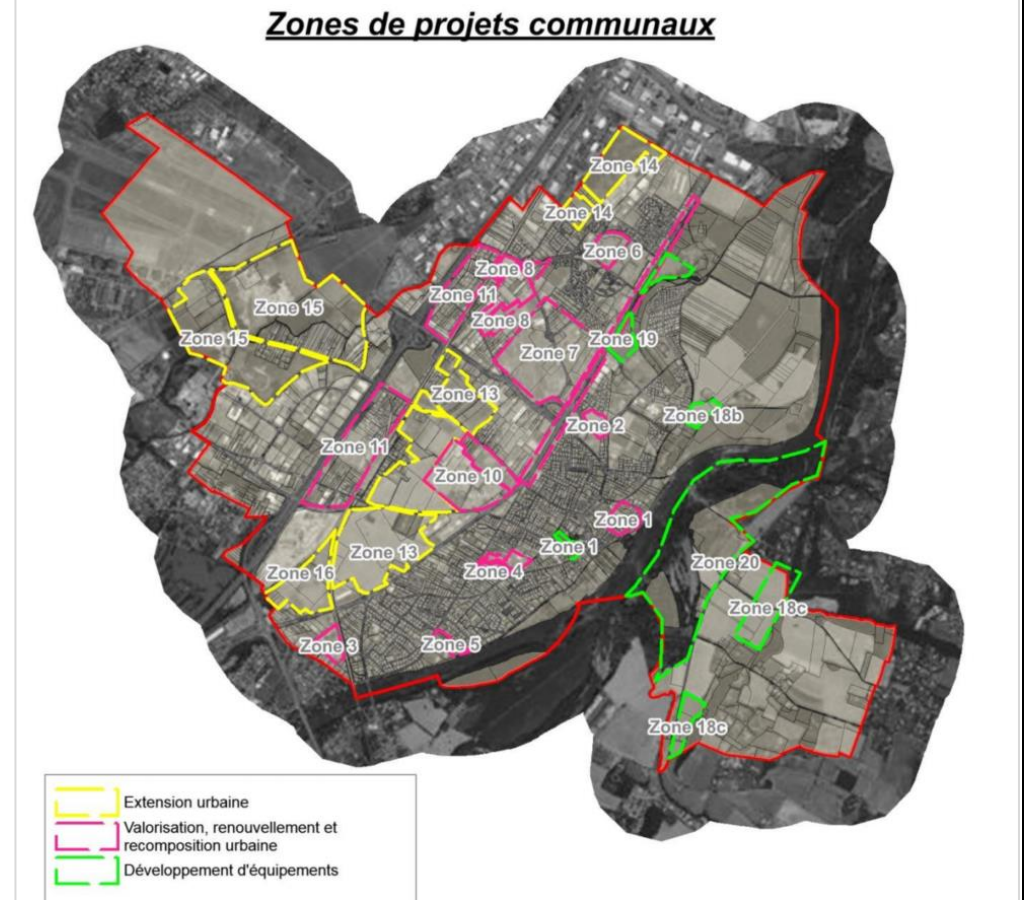 Zones de projets communaux
Zone 14
Zone 14
Zone 6
Zone 8
Zone 11
Zone 15
Zone 8
Zone 15
Zone 19
Zone 7
Zone 13
Zone 18b
Zone 2
Zone 11
Zone 10
Zone 1
Zone 1
Zone 13
Zone 20
Zone 4
Zone 16
Zone 18c
Zone 3
Zone 5
Zone 18c
Extension urbaine
Valorisation, renouvellement et
recomposition urbaine
Développement d'équipements